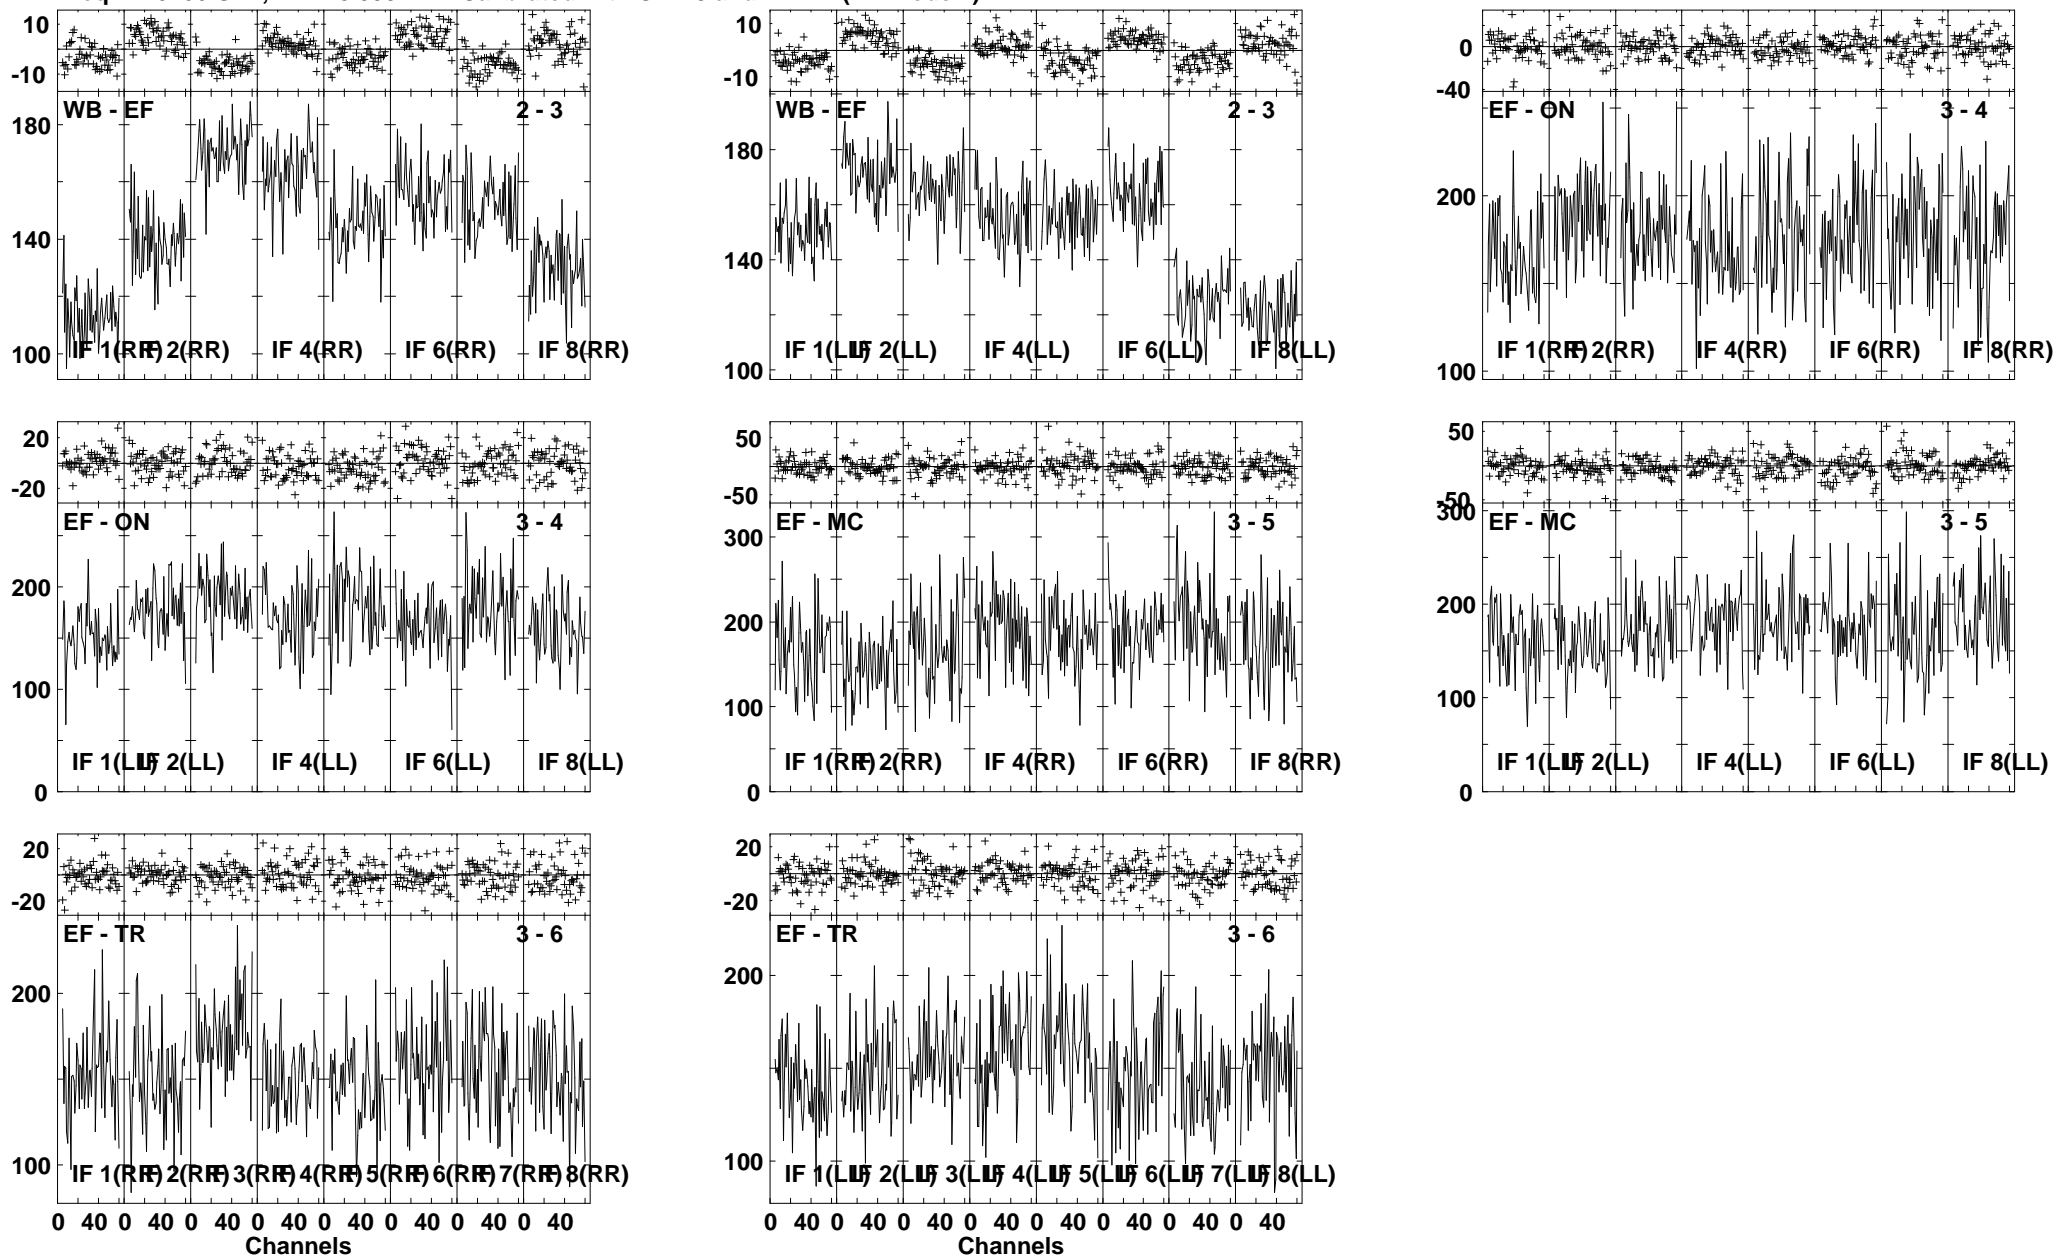 10
-10
WB - EF 2 - 3
180
140
100
IF 1(RR) IF 2(RR) IF 4(RR) IF 6(RR) IF 8(RR)
10
-10
WB - EF 2 - 3
180
140
100
IF 1(LL) IF 2(LL) IF 4(LL) IF 6(LL) IF 8(LL)
0
-40
EF - ON 3 - 4
200
100
IF 1(RR) IF 2(RR) IF 4(RR) IF 6(RR) IF 8(RR)
20
-20
EF - ON 3 - 4
200
100
0
IF 1(LL) IF 2(LL) IF 4(LL) IF 6(LL) IF 8(LL)
50
-50
EF - MC 3 - 5
300
200
100
0
IF 1(RR) IF 2(RR) IF 4(RR) IF 6(RR) IF 8(RR)
50
-50
300
EF - MC 3 - 5
200
100
0
IF 1(LL) IF 2(LL) IF 4(LL) IF 6(LL) IF 8(LL)
20
-20
EF - TR 3 - 6
200
100
IF 1(RR) IF 2(RR) IF 3(RR) IF 4(RR) IF 5(RR) IF 6(RR) IF 7(RR) IF 8(RR)
0 40 0 40 0 40 0 40 0 40 0 40 0 40 0 40
Channels
20
-20
EF - TR 3 - 6
200
100
IF 1(LL) IF 2(LL) IF 3(LL) IF 4(LL) IF 5(LL) IF 6(LL) IF 7(LL) IF 8(LL)
0 40 0 40 0 40 0 40 0 40 0 40 0 40 0 40
Channels